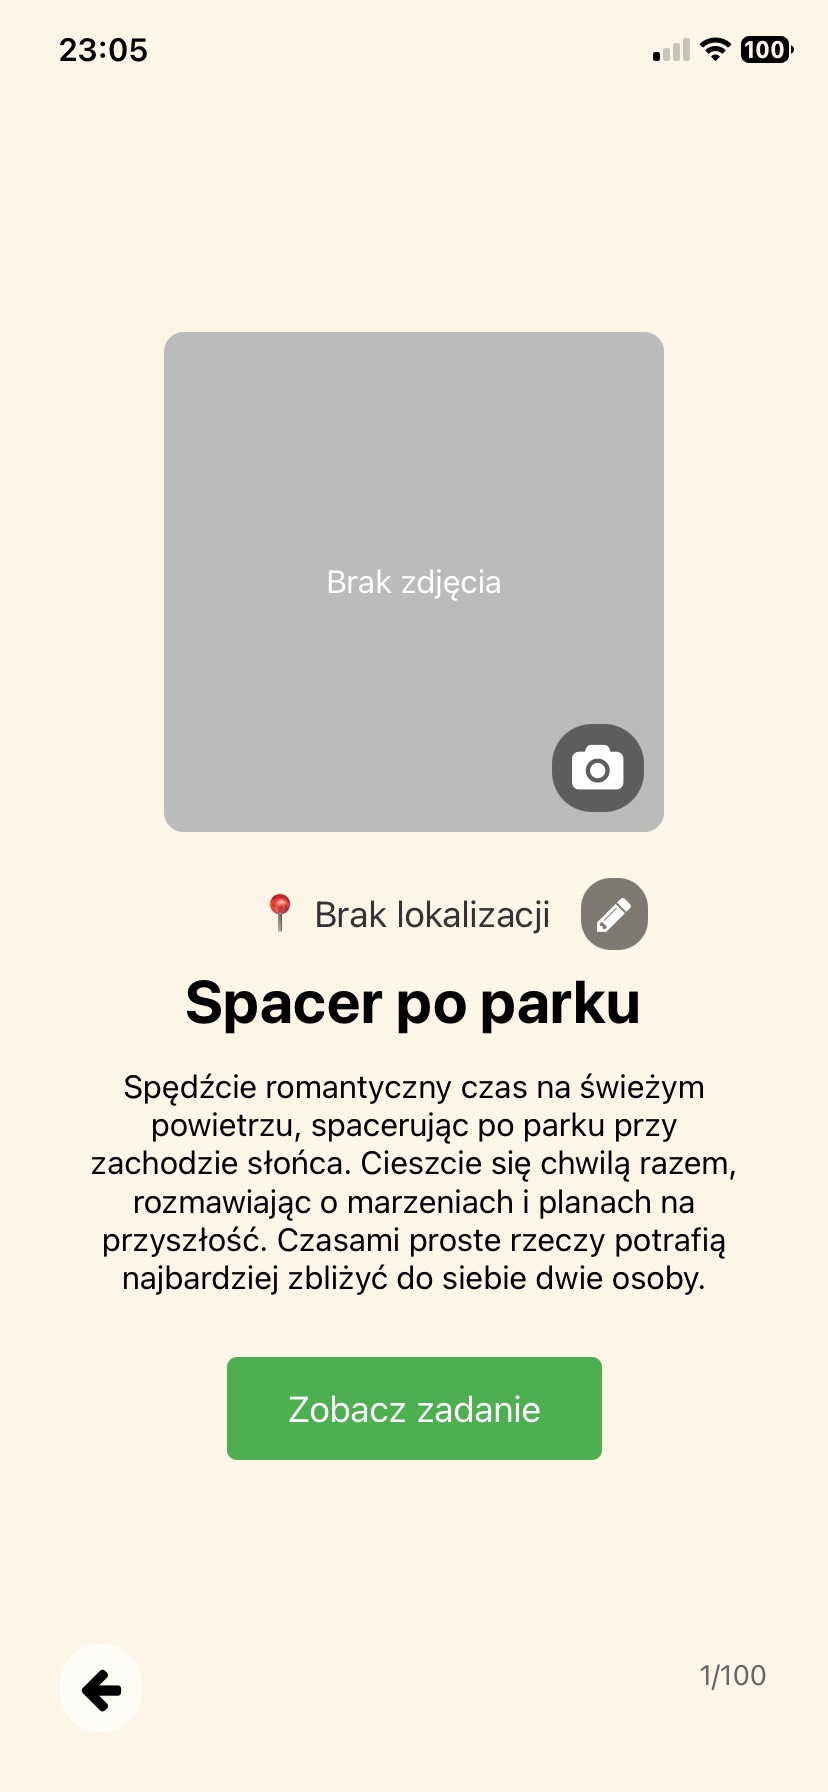 23:05
100
Brak zdjęcia
Brak lokalizacji
Spacer po parku
Spędźcie romantyczny czas na świeżym
powietrzu, spacerując po parku przy
zachodzie słońca. Cieszcie się chwilą razem,
rozmawiając o marzeniach i planach na
przyszłość. Czasami proste rzeczy potrafią
najbardziej zbliżyć do siebie dwie osoby.
Zobacz zadanie
1/100